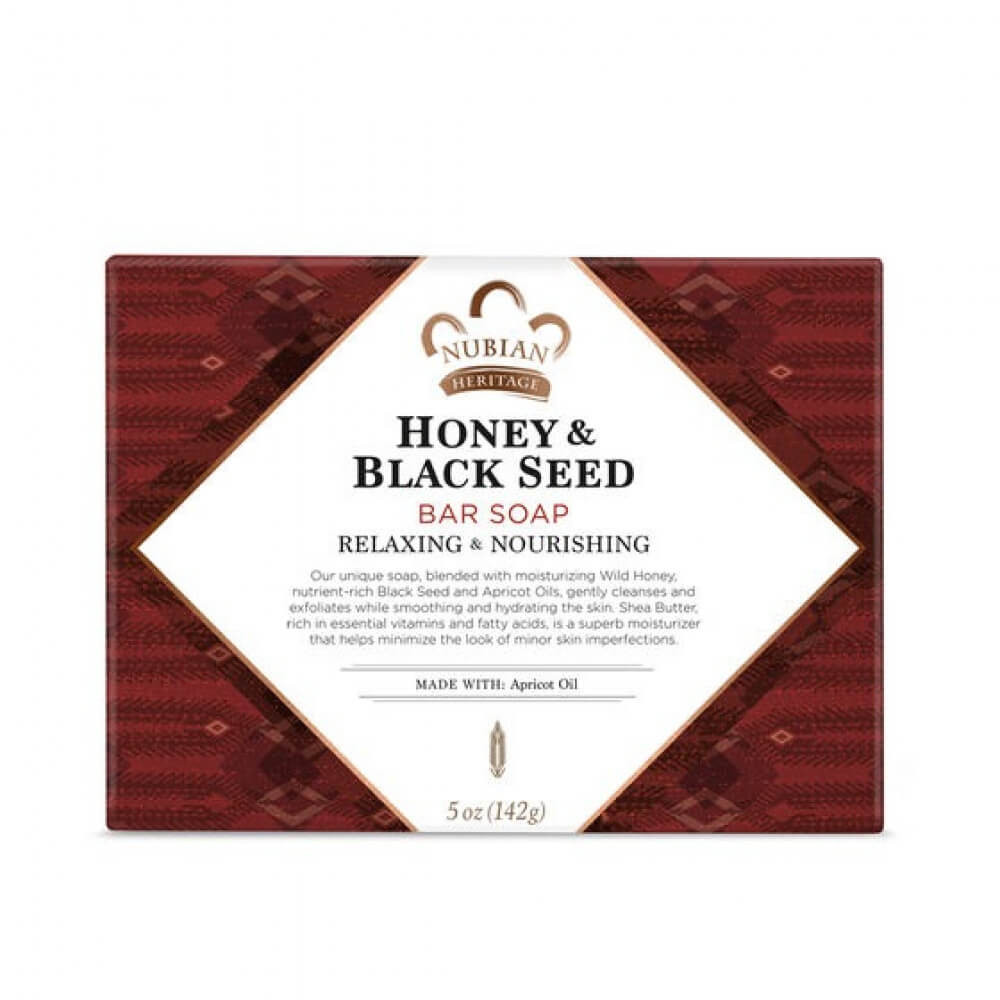 NUBIAN
HERITAGE
HONEY &
BLACK SEED
BAR SOAP
RELAXING & NOURISHING
Our unique soap, blended with moisturizing Wild Honey,
nutrient-rich Black Seed and Apricot Oils, gently cleanses and
exfoliates while smoothing and hydrating the skin. Shea Butter,
rich in essential vitamins and fatty acids, is a superb moisturizer
that helps minimize the look of minor skin imperfections.
MADE WITH: Apricot Oil
5 oz (142g)